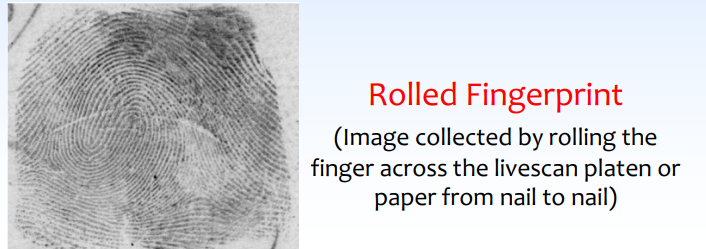 Rolled Fingerprint
(Image collected by rolling the
finger across the livescan platen or
paper from nail to nail)